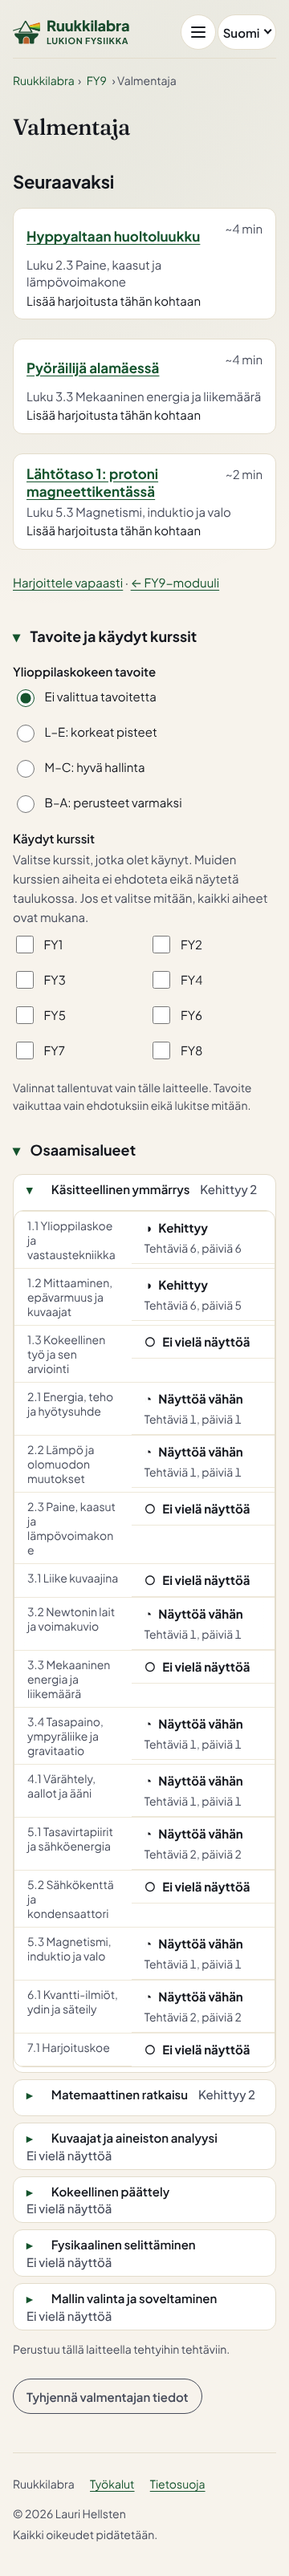 Ruukkilabra
LUKION FYSIIKKA
Suomi
Ruukkilabra › FY9 › Valmentaja
Valmentaja
Seuraavaksi
Hyppyaltaan huoltoluukku
~4 min
Luku 2.3 Paine, kaasut ja
lämpövoimakone
Lisää harjoitusta tähän kohtaan
Pyöräilijä alamäessä
~4 min
Luku 3.3 Mekaaninen energia ja liikemäärä
Lisää harjoitusta tähän kohtaan
Lähtötaso 1: protoni
magneettikentässä
~2 min
Luku 5.3 Magnetismi, induktio ja valo
Lisää harjoitusta tähän kohtaan
Harjoittele vapaasti · ← FY9-moduuli
▾ Tavoite ja käydyt kurssit
Ylioppilaskokeen tavoite
Ei valittua tavoitetta
L–E: korkeat pisteet
M–C: hyvä hallinta
B–A: perusteet varmaksi
Käydyt kurssit
Valitse kurssit, jotka olet käynyt. Muiden
kurssien aiheita ei ehdoteta eikä näytetä
taulukossa. Jos et valitse mitään, kaikki aiheet
ovat mukana.
FY1
FY2
FY3
FY4
FY5
FY6
FY7
FY8
Valinnat tallentuvat vain tälle laitteelle. Tavoite
vaikuttaa vain ehdotuksiin eikä lukitse mitään.
▾ Osaamisalueet
▾ Käsitteellinen ymmärrys Kehittyy 2
1.1 Ylioppilaskoe
ja
vastaustekniikka
Kehittyy
Tehtäviä 6, päiviä 6
1.2 Mittaaminen,
epävarmuus ja
kuvaajat
Kehittyy
Tehtäviä 6, päiviä 5
1.3 Kokeellinen
työ ja sen
arviointi
Ei vielä näyttöä
2.1 Energia, teho
ja hyötysuhde
Näyttöä vähän
Tehtäviä 1, päiviä 1
2.2 Lämpö ja
olomuodon
muutokset
Näyttöä vähän
Tehtäviä 1, päiviä 1
2.3 Paine, kaasut
ja
lämpövoimakon
e
Ei vielä näyttöä
3.1 Liike kuvaajina
Ei vielä näyttöä
3.2 Newtonin lait
ja voimakuvio
Näyttöä vähän
Tehtäviä 1, päiviä 1
3.3 Mekaaninen
energia ja
liikemäärä
Ei vielä näyttöä
3.4 Tasapaino,
ympyräliike ja
gravitaatio
Näyttöä vähän
Tehtäviä 1, päiviä 1
4.1 Värähtely,
aallot ja ääni
Näyttöä vähän
Tehtäviä 1, päiviä 1
5.1 Tasavirtapiirit
ja sähköenergia
Näyttöä vähän
Tehtäviä 2, päiviä 2
5.2 Sähkökenttä
ja
kondensaattori
Ei vielä näyttöä
5.3 Magnetismi,
induktio ja valo
Näyttöä vähän
Tehtäviä 1, päiviä 1
6.1 Kvantti-ilmiöt,
ydin ja säteily
Näyttöä vähän
Tehtäviä 2, päiviä 2
7.1 Harjoituskoe
Ei vielä näyttöä
▸ Matemaattinen ratkaisu Kehittyy 2
▸ Kuvaajat ja aineiston analyysi
Ei vielä näyttöä
▸ Kokeellinen päättely
Ei vielä näyttöä
▸ Fysikaalinen selittäminen
Ei vielä näyttöä
▸ Mallin valinta ja soveltaminen
Ei vielä näyttöä
Perustuu tällä laitteella tehtyihin tehtäviin.
Tyhjennä valmentajan tiedot
Ruukkilabra Työkalut Tietosuoja
© 2026 Lauri Hellsten
Kaikki oikeudet pidätetään.